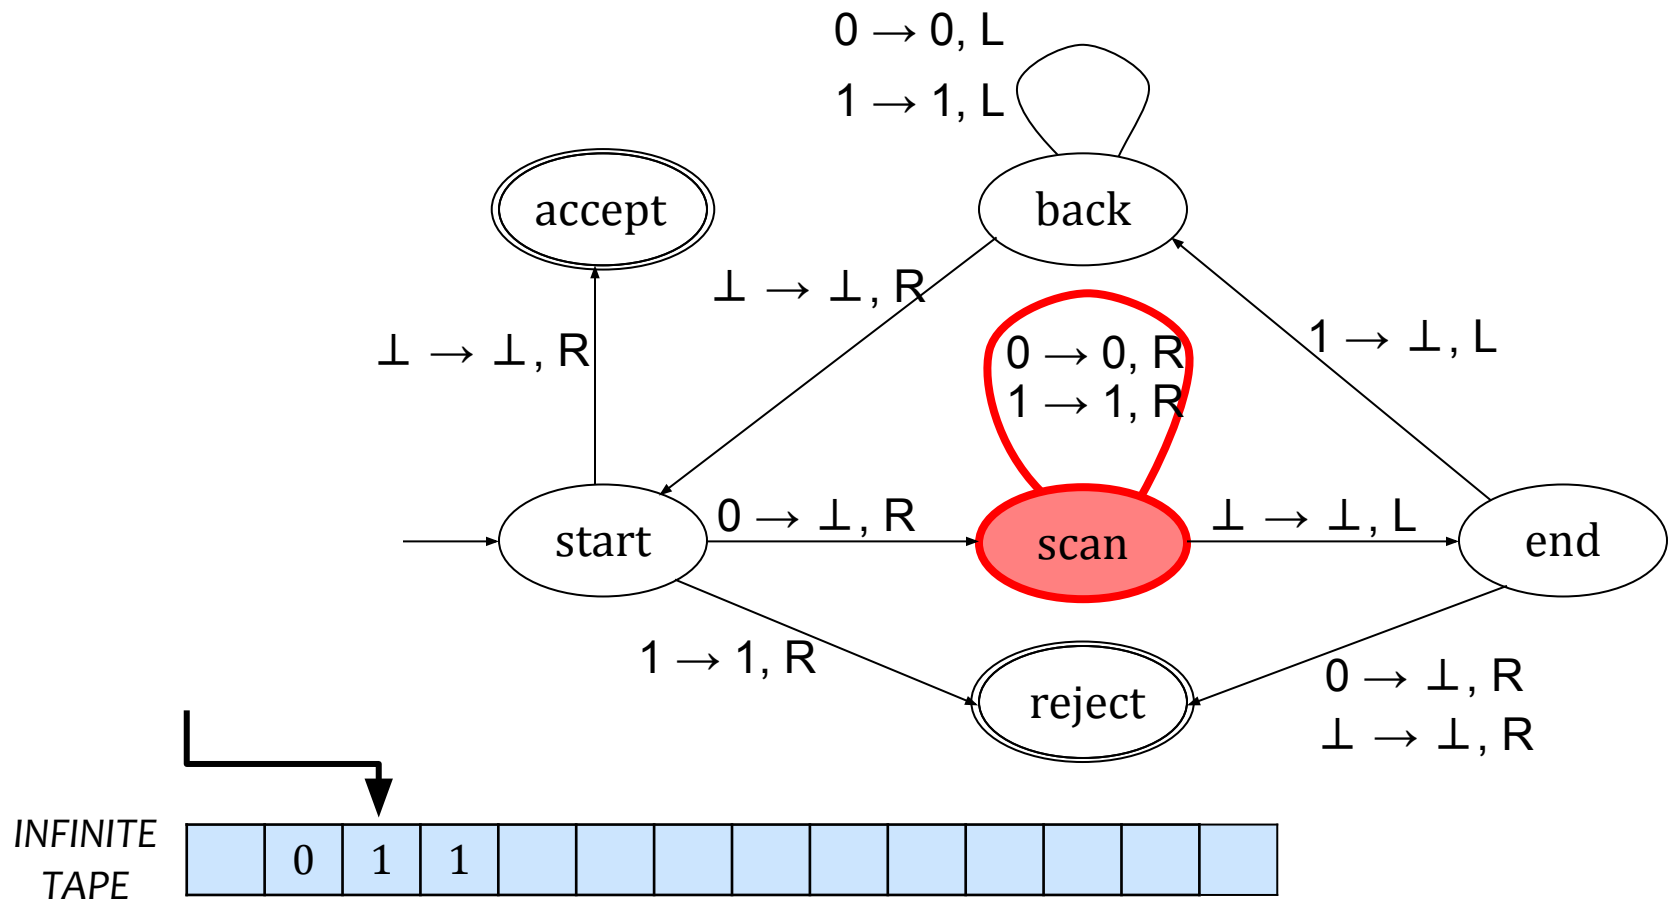 0 → 0, L
1 → 1, L
accept
back
⊥ → ⊥, R
⊥ → ⊥, R
0 → 0, R
1 → 1, R
1 → ⊥, L
start
0 → ⊥, R
scan
⊥ → ⊥, L
end
1 → 1, R
reject
0 → ⊥, R
⊥ → ⊥, R
INFINITE
TAPE
0 1 1